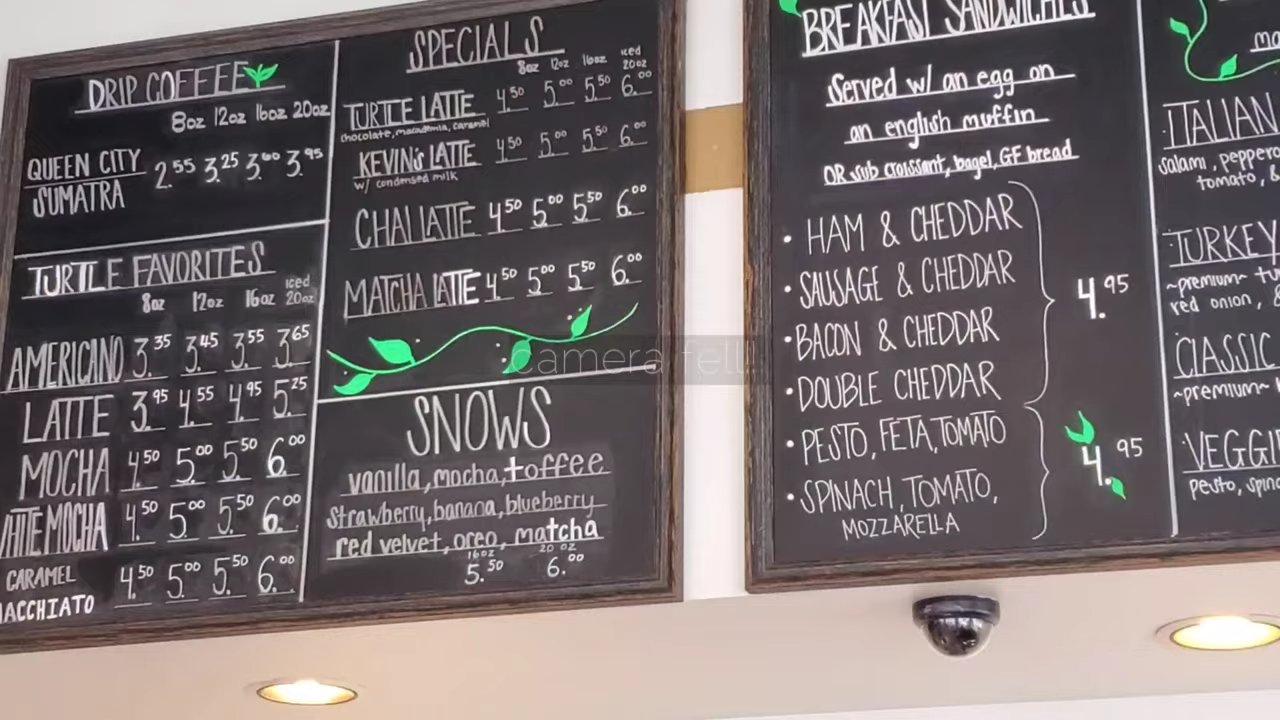 DRIP COFFEE
8oz 12oz 16oz 20oz
QUEEN CITY
SUMATRA
2.55 3.25 3.60 3.95
TURTLE FAVORITES
8oz 12oz 16oz iced 20oz
AMERICANO 3.35 3.45 3.55 3.65
LATTE 3.95 4.55 4.95 5.25
MOCHA 4.50 5.00 5.50 6.00
WHITE MOCHA 4.50 5.00 5.50 6.00
CARAMEL
MACCHIATO 4.50 5.00 5.50 6.00
SPECIALS
8oz 12oz 16oz iced 20oz
TURTLE LATTE 4.50 5.00 5.50 6.00
chocolate, macadamia, caramel
KEVIN's LATTE 4.50 5.00 5.50 6.00
w/ condensed milk
CHAI LATTE 4.50 5.00 5.50 6.00
MATCHA LATTE 4.50 5.00 5.50 6.00
camera fell!
SNOWS
vanilla, mocha, toffee
strawberry, banana, blueberry
red velvet, oreo, matcha
16oz 20 oz
5.50 6.00
BREAKFAST SANDWICHES
Served w/ an egg on
an english muffin
OR sub croissant, bagel, GF bread
• HAM & CHEDDAR
• SAUSAGE & CHEDDAR
• BACON & CHEDDAR
• DOUBLE CHEDDAR
4.95
• PESTO, FETA, TOMATO
• SPINACH, TOMATO,
MOZZARELLA
4.95
ITALIAN
salami, pepper
tomato, &
TURKEY
~premium~
red onion,
CLASSIC
~premium~
VEGGI
pesto, spin